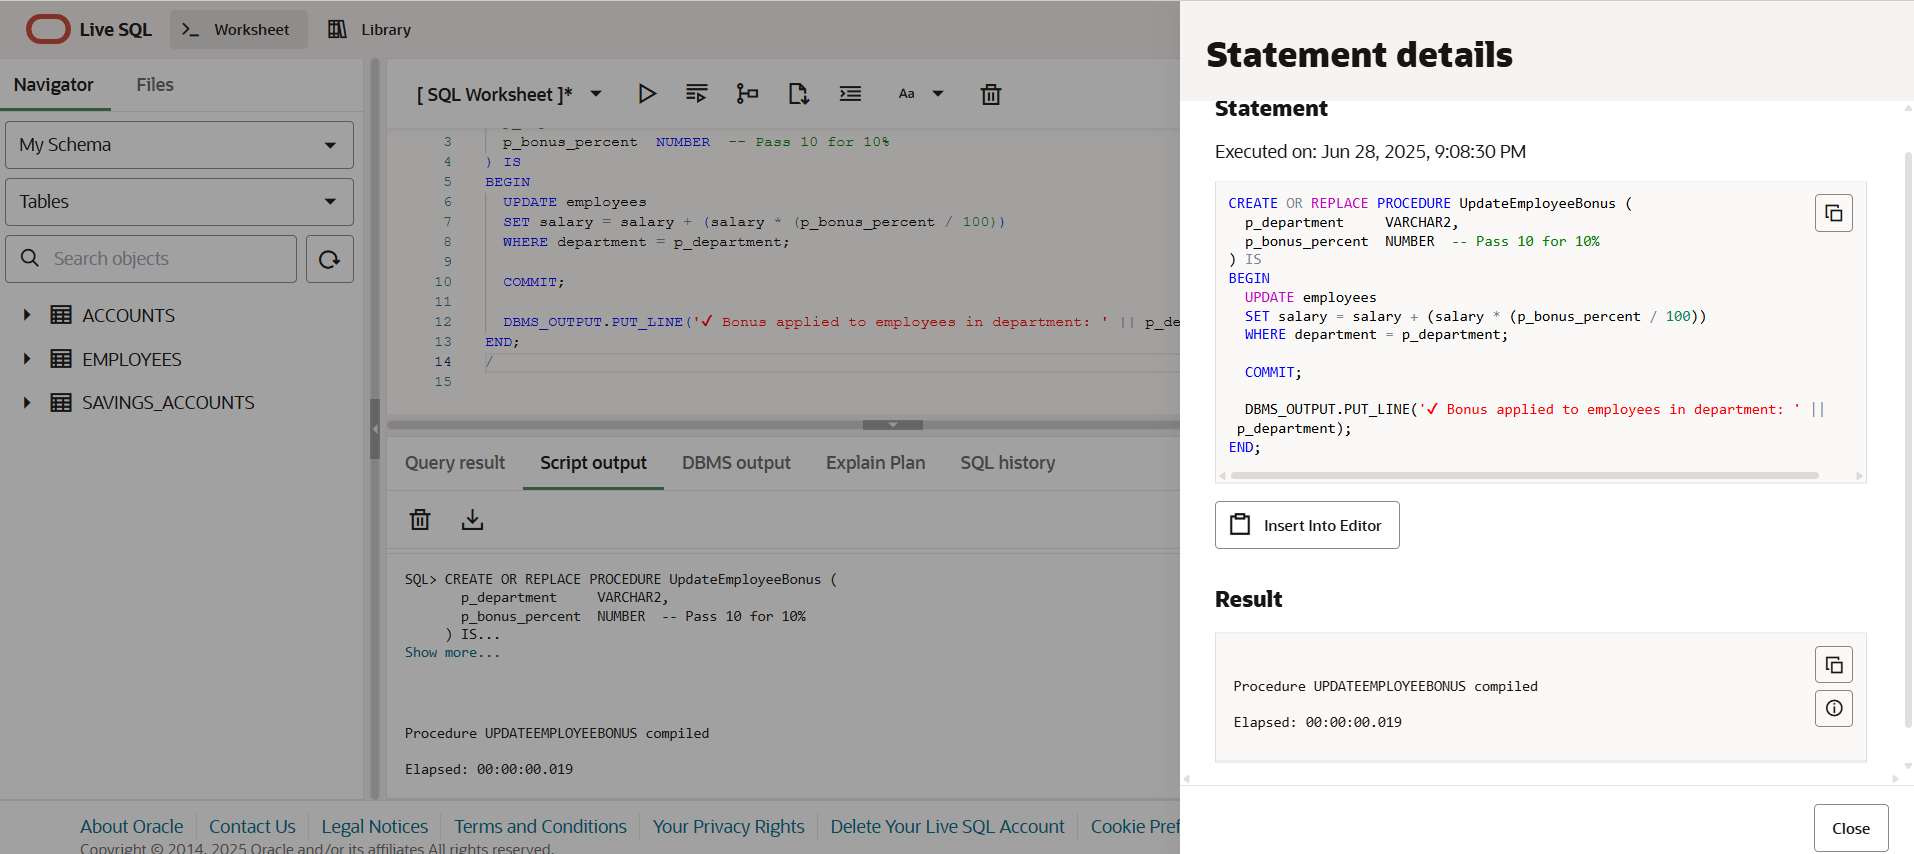 Live SQL
>_ Worksheet
Library
Navigator
Files
My Schema
Tables
Search objects
ACCOUNTS
EMPLOYEES
SAVINGS_ACCOUNTS
[ SQL Worksheet ]*
Aa
3 p_bonus_percent NUMBER -- Pass 10 for 10%
4 ) IS
5 BEGIN
6 UPDATE employees
7 SET salary = salary + (salary * (p_bonus_percent / 100))
8 WHERE department = p_department;
9
10 COMMIT;
11
12 DBMS_OUTPUT.PUT_LINE('✔ Bonus applied to employees in department: ' || p_de
13 END;
14 /
15
Query result
Script output
DBMS output
Explain Plan
SQL history
SQL> CREATE OR REPLACE PROCEDURE UpdateEmployeeBonus (
p_department VARCHAR2,
p_bonus_percent NUMBER -- Pass 10 for 10%
) IS...
Show more...
Procedure UPDATEEMPLOYEEBONUS compiled
Elapsed: 00:00:00.019
About Oracle
Contact Us
Legal Notices
Terms and Conditions
Your Privacy Rights
Delete Your Live SQL Account
Cookie Pref
Copyright © 2014, 2025 Oracle and/or its affiliates All rights reserved.
Statement details
Statement
Executed on: Jun 28, 2025, 9:08:30 PM
CREATE OR REPLACE PROCEDURE UpdateEmployeeBonus (
p_department VARCHAR2,
p_bonus_percent NUMBER -- Pass 10 for 10%
) IS
BEGIN
UPDATE employees
SET salary = salary + (salary * (p_bonus_percent / 100))
WHERE department = p_department;
COMMIT;
DBMS_OUTPUT.PUT_LINE('✔ Bonus applied to employees in department: ' ||
p_department);
END;
Insert Into Editor
Result
Procedure UPDATEEMPLOYEEBONUS compiled
Elapsed: 00:00:00.019
Close